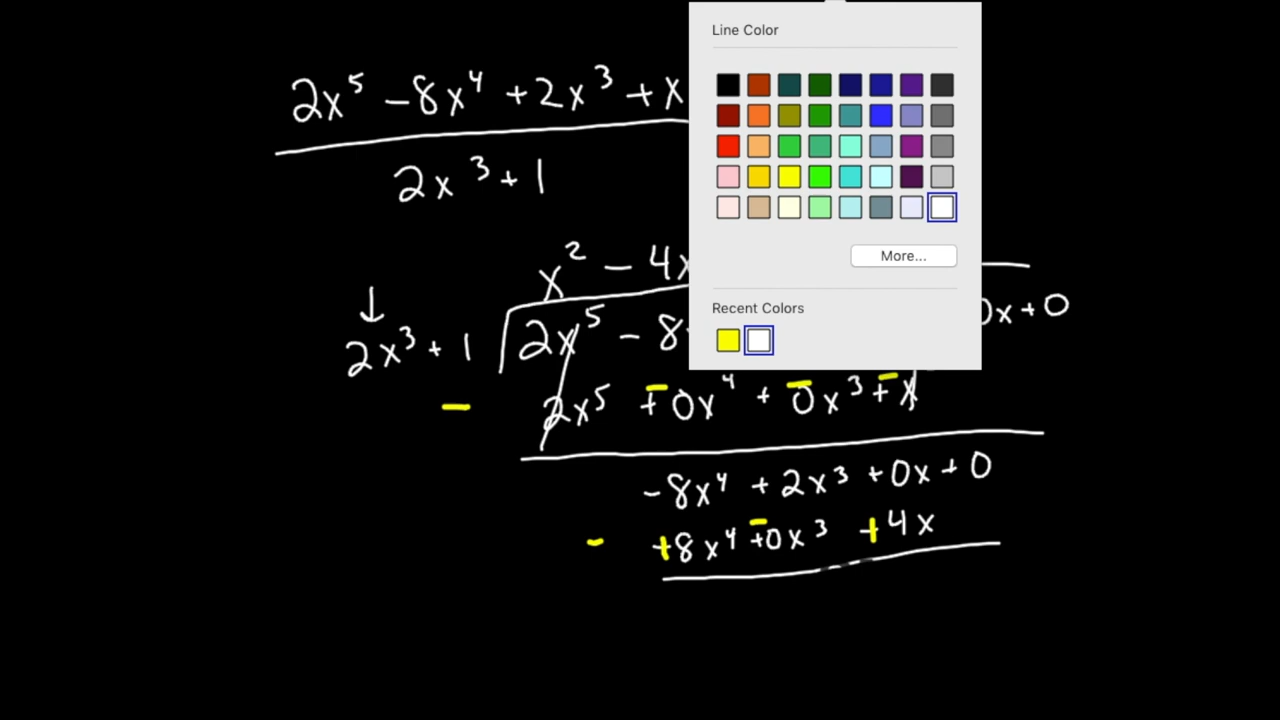 Line Color
2x⁵ -8x⁴ +2x³ +x
2x³+1
More...
x² - 4x
Recent Colors
2x³+1 2x⁵ - 8 0x+0
- 2x⁵ +0x⁴ + 0x³+x
-8x⁴ +2x³ +0x+0
- +8x⁴+0x³ +4x